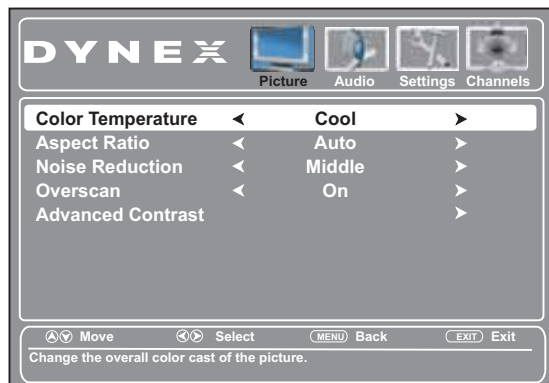 DYNEX
Picture Audio Settings Channels
Color Temperature Cool
Aspect Ratio Auto
Noise Reduction Middle
Overscan On
Advanced Contrast
Move Select MENU Back EXIT Exit
Change the overall color cast of the picture.